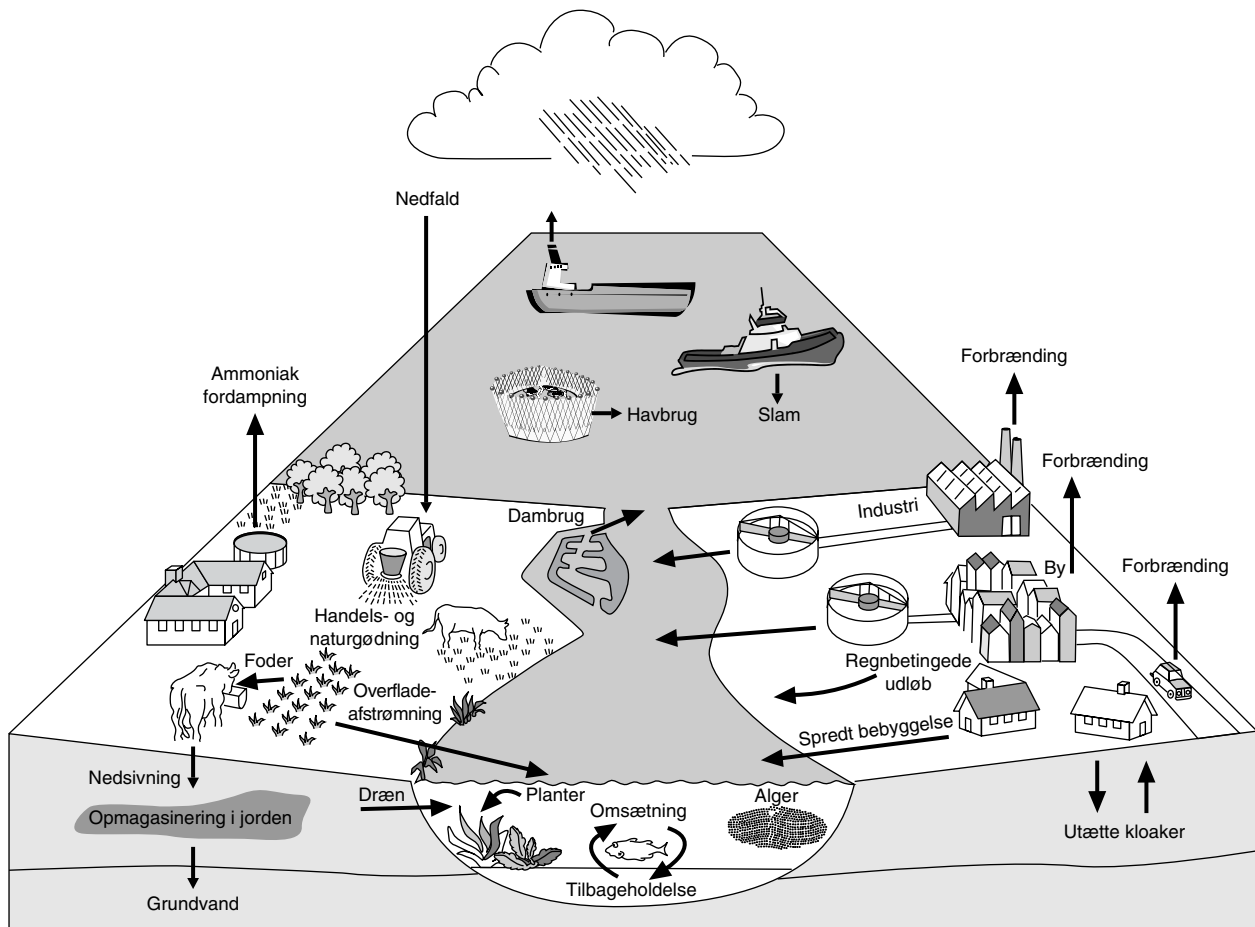 Nedfald
Ammoniak
fordampning
Havbrug
Slam
Forbrænding
Forbrænding
Industri
Dambrug
By
Forbrænding
Handels- og
naturgødning
Foder
Overflade-
afstrømning
Regnbetingede
udløb
Spredt bebyggelse
Nedsivning
Dræn
Planter
Omsætning
Alger
Opmagasinering i jorden
Utætte kloaker
Tilbageholdelse
Grundvand